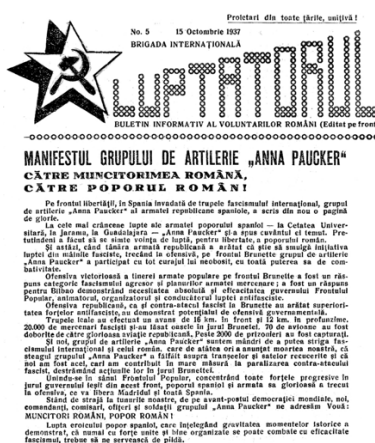 Proletari din toate țările, uniți-vă !
No. 5 15 Octombrie 1937
BRIGADA INTERNAȚIONALĂ
LUPTATORUL
BULETIN INFORMATIV AL VOLUNTARILOR ROMÂNI (Editat pe front
MANIFESTUL GRUPULUI DE ARTILERIE „ANNA PAUCKER"
CĂTRE MUNCITORIMEA ROMÂNĂ,
CĂTRE POPORUL ROMÂN !
Pe frontul libertății, în Spania invadată de trupele fascismului internațional, grupul
de artilerie „Anna Paucker" al armatei republicane spaniole, a scris din nou o pagină
de glorie.
La cele mai crâncene lupte ale armatei poporului spaniol — la Cetatea Univer-
sitară, la Jarama, la Gondalajara — „Anna Paucker" și-a spus cuvântul ei temut. Pre-
tutindeni a făcut să se simte voința de luptă, pentru libertate, a poporului român.
Și astăzi, când tânăra armată republicană a arătat că știe să smulgă inițiativa
luptei din mâinile fasciste, trecând la ofensivă, pe frontul Brunette grupul de artilerie
„Anna Paucker" a participat cu tot curajul lui neobosit, cu toată puterea sa de com-
bativitate.
Ofensiva victorioasă a tinerei armate populare pe frontul Brunette a fost un răs-
puns categoric fascismului agresor și planurilor armatei mercenare ; a fost un răspuns
pentru Bilbao demonstrând necesitatea absolută și eficacitatea guvernului Frontului
Popular, animatorul, organizatorul și conducătorul luptei antifasciste.
Ofensiva republicană, ca și contra-atacul fascist la Brunette au arătat superiori-
tatea forțelor antifasciste, au demonstrat potențialul de ofensivă guvernamentală.
Trupele leale au efectuat un avans de 16 km. în front și 12 km. în profunzime.
20.000 de mercenari fasciști și-au lăsat oasele în jurul Brunetei. 70 de avioane au fost
doborîte de către glorioasa aviație republicană. Peste 2000 de prizonieri au fost capturați.
Și noi, grupul de artilerie „Anna Paucker" suntem mândri de a putea striga fas-
cismului internațional și celui român, care de atâtea ori a anunțat moartea noastră, că
steagul grupului „Anna Paucker" a fâlfâit asupra tranșeelor și satelor recucerite și că
noi am fost aceі, cari am contribuit în mare măsură la paralizarea contra-atacului
fascist, destrămând acțiunile lor în jurul Brunettei.
Unindu-se în sânul Frontului Popular, concentrând toate forțele progresive în
jurul guvernului ieșit din acest front, poporul spaniol și armata sa glorioasă a trecut
la ofensivă, ce va libera Madridul și toată Spania.
Stând de strajă la tunurile noastre, de pe avant-postul democrației mondiale, noi,
comandanți, comisari, ofițeri și soldații grupului „Anna Paucker" ne adresăm Vouă :
MUNCITORI ROMÂNI, POPORUL ROMÂN !
Lupta eroicului popor spaniol, care înțelegând gravitatea momentelor istorice a
demonstrat, că numai cu forțe unite și bine organizate se poate combate cu eficacitate
fascismul, trebuie să ne servească de pildă.